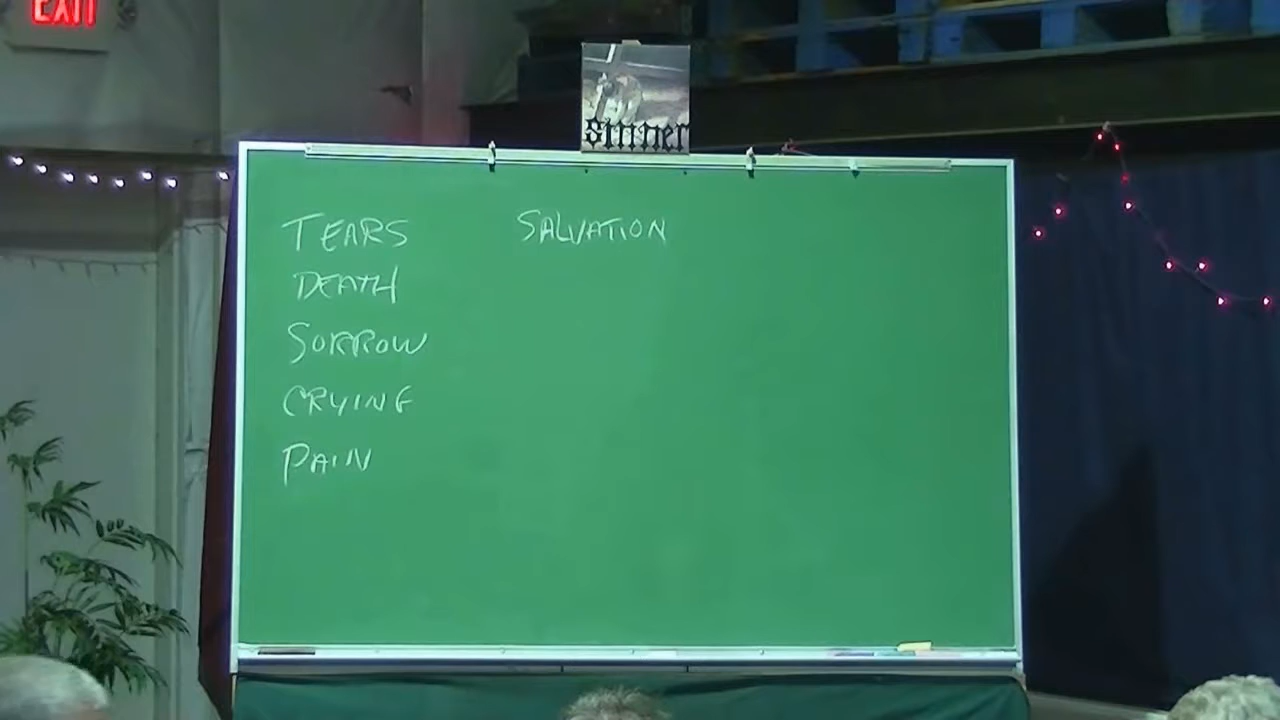 EXIT
sinner
TEARS SALVATION
DEATH
SORROW
CRYING
PAIN